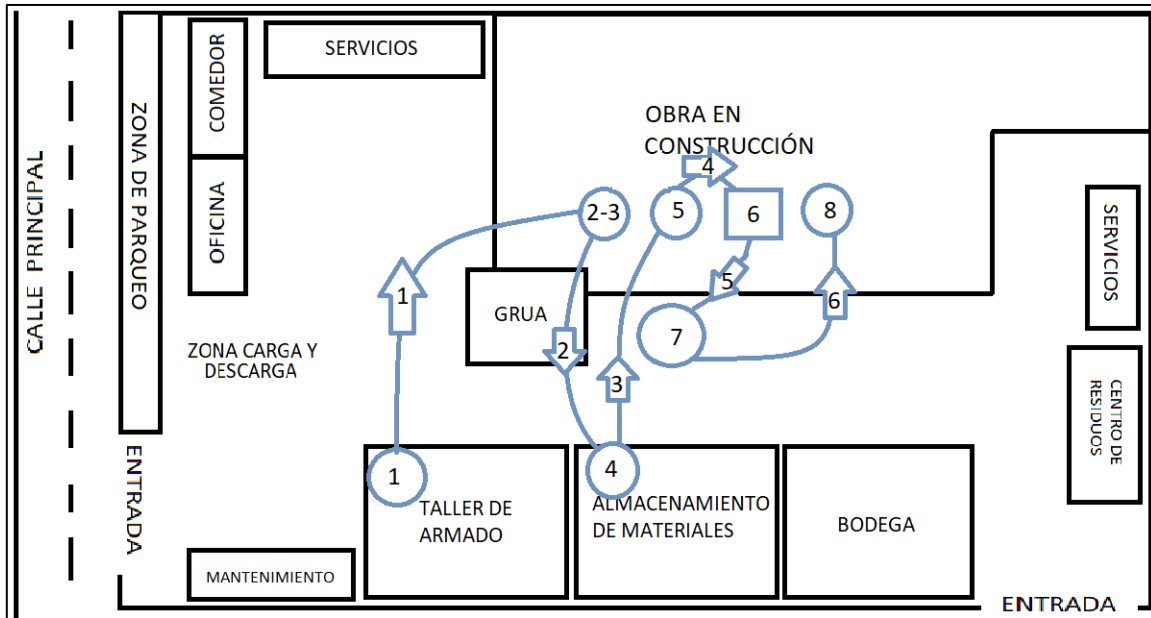 CALLE PRINCIPAL
ZONA DE PARQUEO
ENTRADA
COMEDOR
OFICINA
SERVICIOS
ZONA CARGA Y
DESCARGA
OBRA EN
CONSTRUCCIÓN
4
2-3
5
6
8
1
5
6
GRUA
2
7
3
SERVICIOS
CENTRO DE
RESIDUOS
1
TALLER DE
ARMADO
4
ALMACENAMIENTO
DE MATERIALES
BODEGA
MANTENIMIENTO
ENTRADA